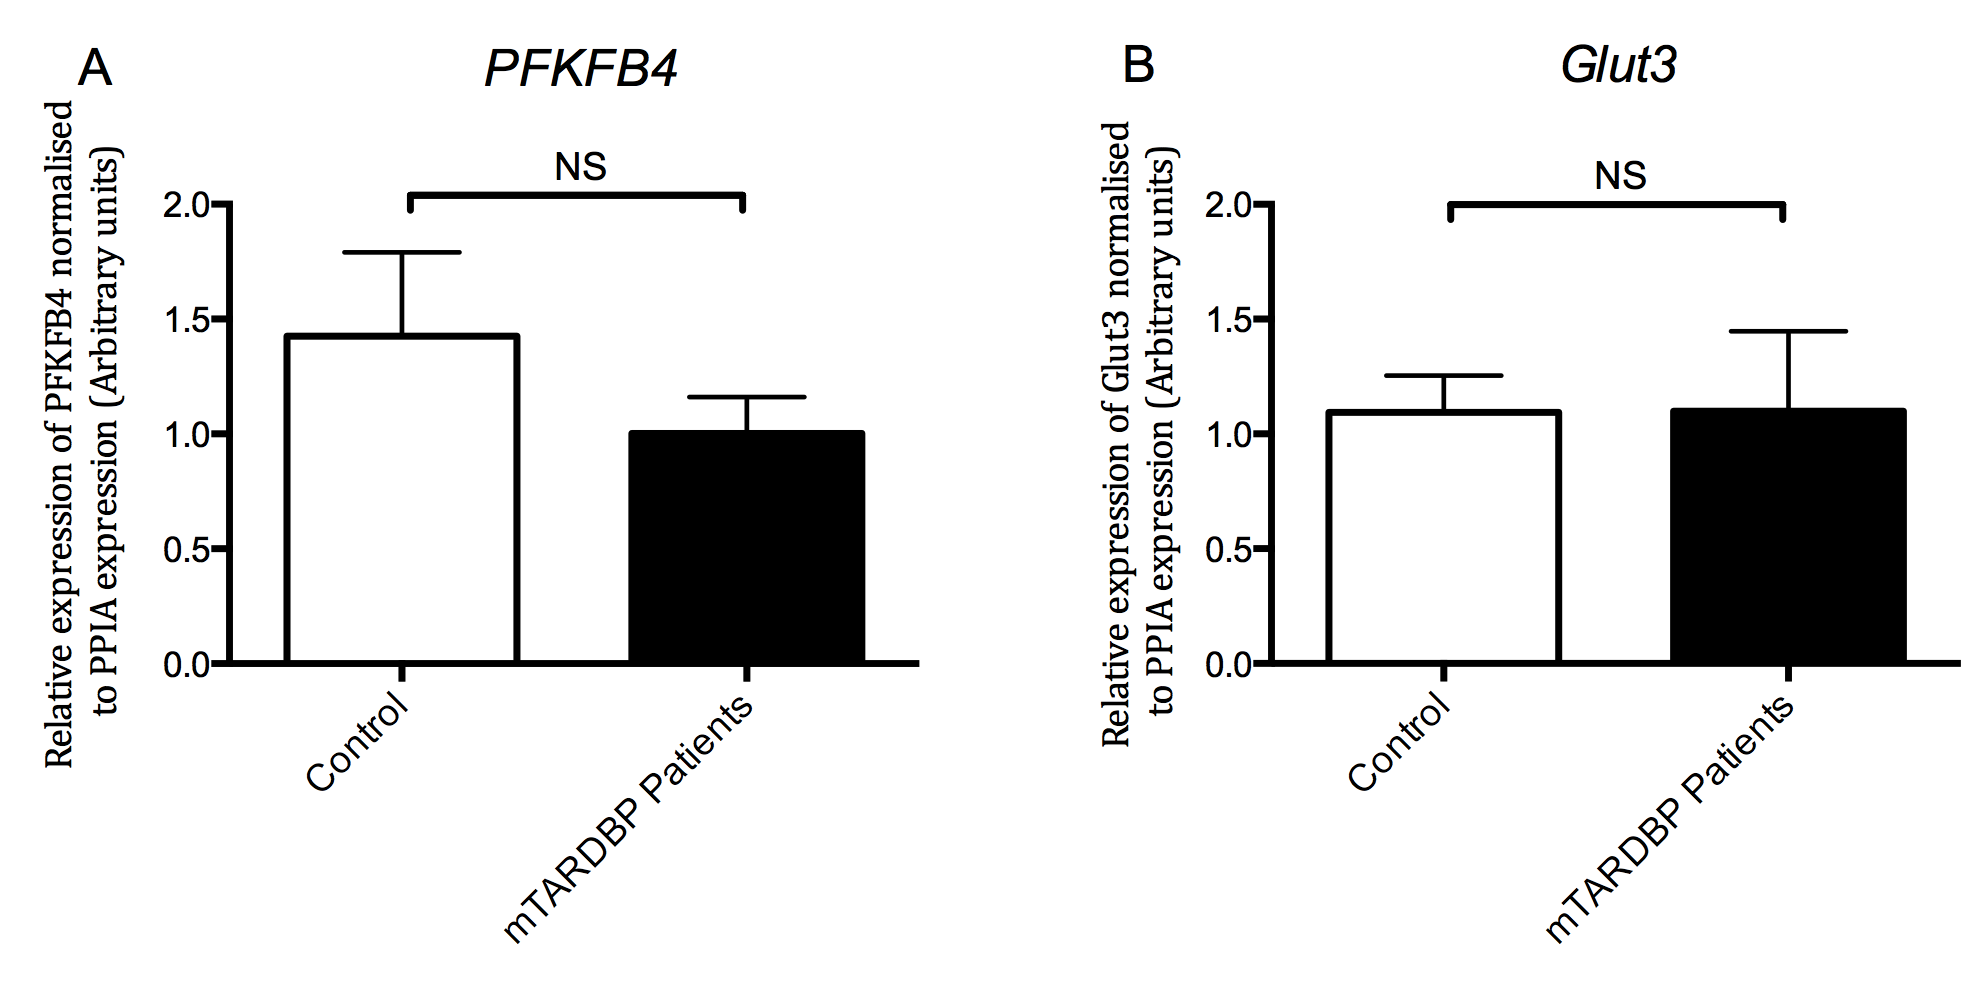 A
PFKFB4
Relative expression of PFKFB4 normalised
to PPIA expression (Arbitrary units)
NS
2.0
1.5
1.0
0.5
0.0
Control
mTARDBP Patients
B
Glut3
Relative expression of Glut3 normalised
to PPIA expression (Arbitrary units)
NS
2.0
1.5
1.0
0.5
0.0
Control
mTARDBP Patients